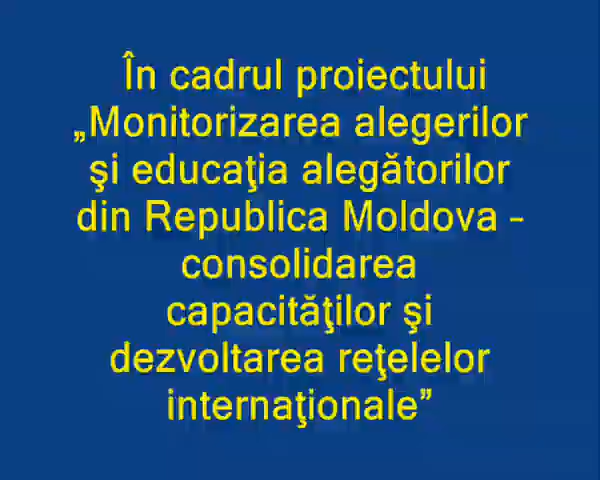 În cadrul proiectului
„Monitorizarea alegerilor
şi educaţia alegătorilor
din Republica Moldova –
consolidarea
capacităţilor şi
dezvoltarea reţelelor
internaţionale”